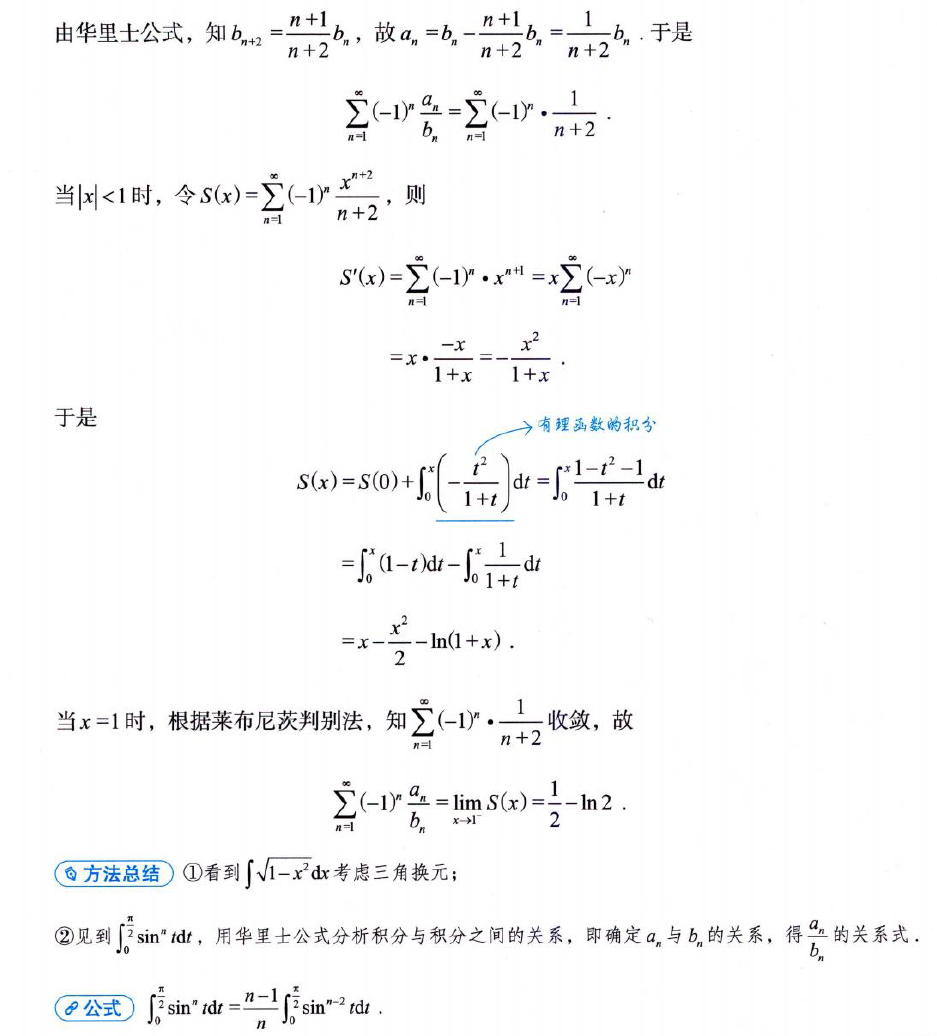 由华里士公式，知 $b_{n+2}=\frac{n+1}{n+2}b_n$，故 $a_n=b_n-\frac{n+1}{n+2}b_n=\frac{1}{n+2}b_n$．于是
$\sum_{n=1}^{\infty}(-1)^n\frac{a_n}{b_n}=\sum_{n=1}^{\infty}(-1)^n\cdot\frac{1}{n+2}$．
当$|x|<1$时，令 $S(x)=\sum_{n=1}^{\infty}(-1)^n\frac{x^{n+2}}{n+2}$，则
$S'(x)=\sum_{n=1}^{\infty}(-1)^n\cdot x^{n+1}=x\sum_{n=1}^{\infty}(-x)^n$
$=x\cdot\frac{-x}{1+x}=-\frac{x^2}{1+x}$．
于是
有理函数的积分
$S(x)=S(0)+\int_0^x\left(-\frac{t^2}{1+t}\right)dt=\int_0^x\frac{1-t^2-1}{1+t}dt$
$=\int_0^x(1-t)dt-\int_0^x\frac{1}{1+t}dt$
$=x-\frac{x^2}{2}-\ln(1+x)$．
当$x=1$时，根据莱布尼茨判别法，知$\sum_{n=1}^{\infty}(-1)^n\cdot\frac{1}{n+2}$收敛，故
$\sum_{n=1}^{\infty}(-1)^n\frac{a_n}{b_n}=\lim_{x\to1^-}S(x)=\frac{1}{2}-\ln 2$．
方法总结 ①看到$\int\sqrt{1-x^2}dx$考虑三角换元；
②见到$\int_0^{\frac{\pi}{2}}\sin^n tdt$，用华里士公式分析积分与积分之间的关系，即确定$a_n$与$b_n$的关系，得$\frac{a_n}{b_n}$的关系式．
公式 $\int_0^{\frac{\pi}{2}}\sin^n tdt=\frac{n-1}{n}\int_0^{\frac{\pi}{2}}\sin^{n-2}tdt$．